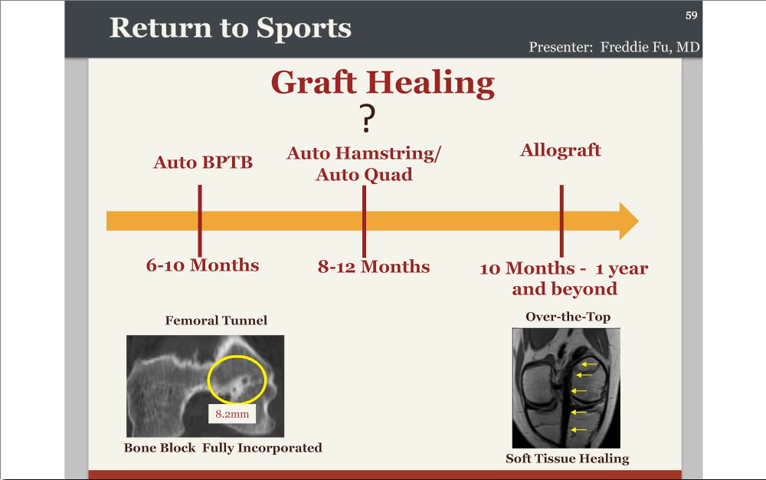 59
Return to Sports
Presenter: Freddie Fu, MD
Graft Healing
?
Auto BPTB
Auto Hamstring/
Auto Quad
Allograft
6-10 Months
8-12 Months
10 Months - 1 year
and beyond
Femoral Tunnel
8.2mm
Bone Block Fully Incorporated
Over-the-Top
Soft Tissue Healing